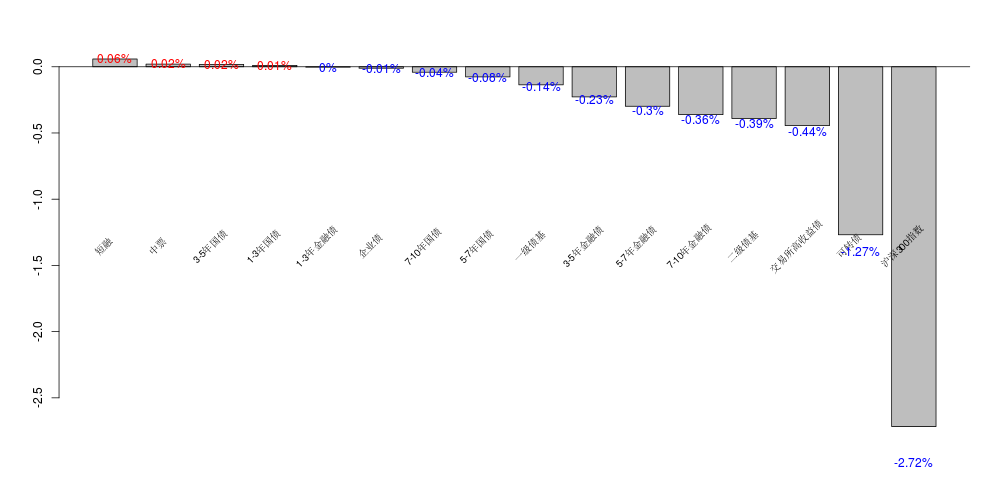 0.06%
0.02%
0.02%
0.01%
0%
-0.01%
-0.04%
-0.08%
-0.14%
-0.23%
-0.3%
-0.36%
-0.39%
-0.44%
-1.27%
-2.72%
0.0
-0.5
-1.0
-1.5
-2.0
-2.5
短融
中票
3-5年国债
1-3年国债
1-3年金融债
企业债
7-10年国债
5-7年国债
一级债基
3-5年金融债
5-7年金融债
7-10年金融债
二级债基
交易所高收益债
可转债
沪深300指数